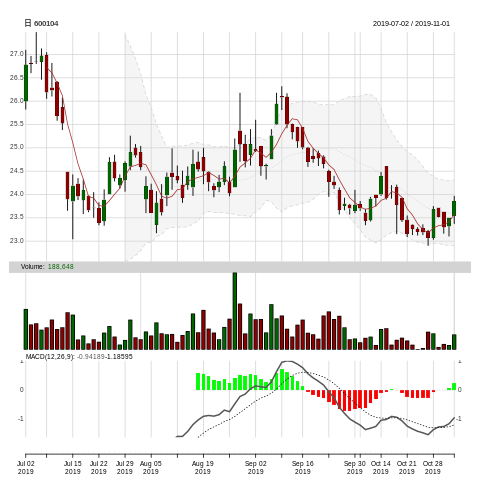 日 600104
2019-07-02 / 2019-11-01
27.0
26.5
26.0
25.5
25.0
24.5
24.0
23.5
23.0
Volume: 188,648
MACD(12,26,9): -0.94189-1.18595
1 1
0 0
-1 -1
Jul 02 Jul 15 Jul 22 Jul 29 Aug 05 Aug 19 Sep 02 Sep 16 Sep 30 Oct 14 Oct 21 Oct 28
2019 2019 2019 2019 2019 2019 2019 2019 2019 2019 2019 2019